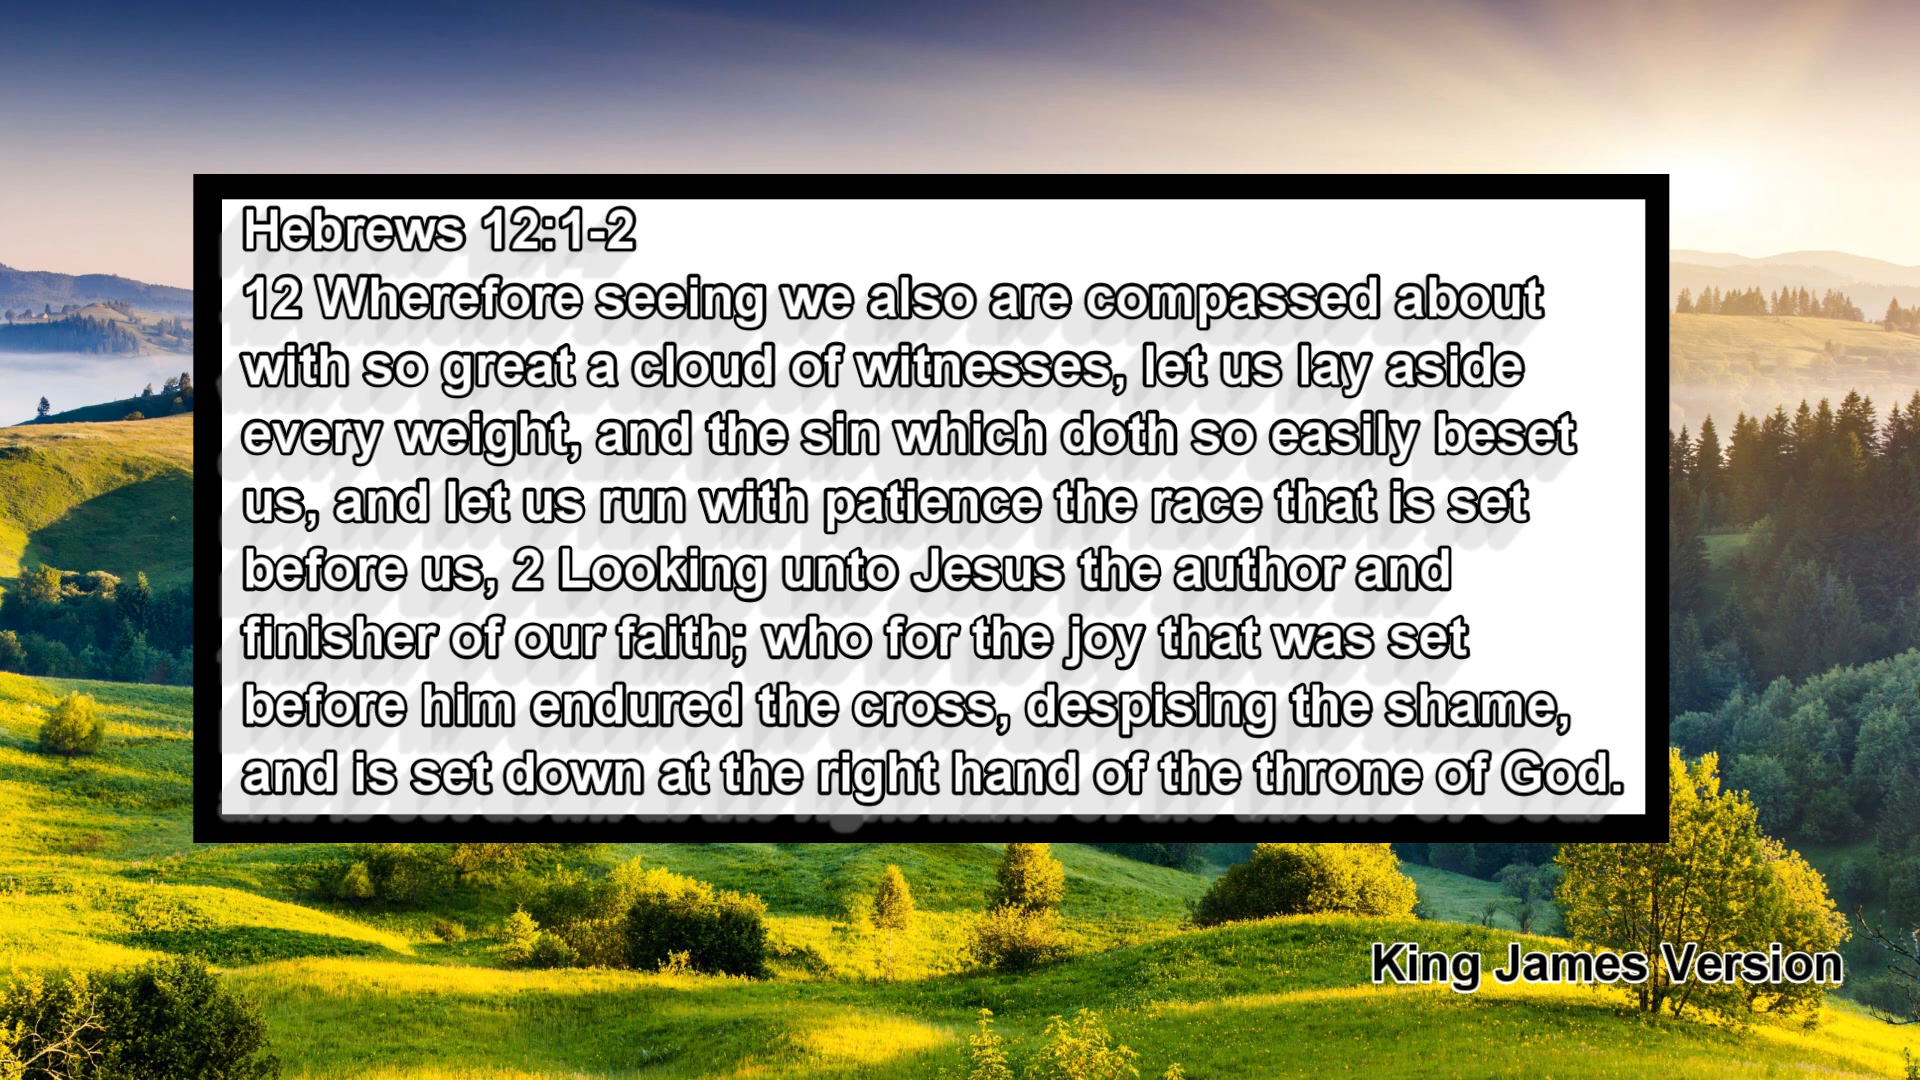 Hebrews 12:1-2
12 Wherefore seeing we also are compassed about
with so great a cloud of witnesses, let us lay aside
every weight, and the sin which doth so easily beset
us, and let us run with patience the race that is set
before us, 2 Looking unto Jesus the author and
finisher of our faith; who for the joy that was set
before him endured the cross, despising the shame,
and is set down at the right hand of the throne of God.
King James Version